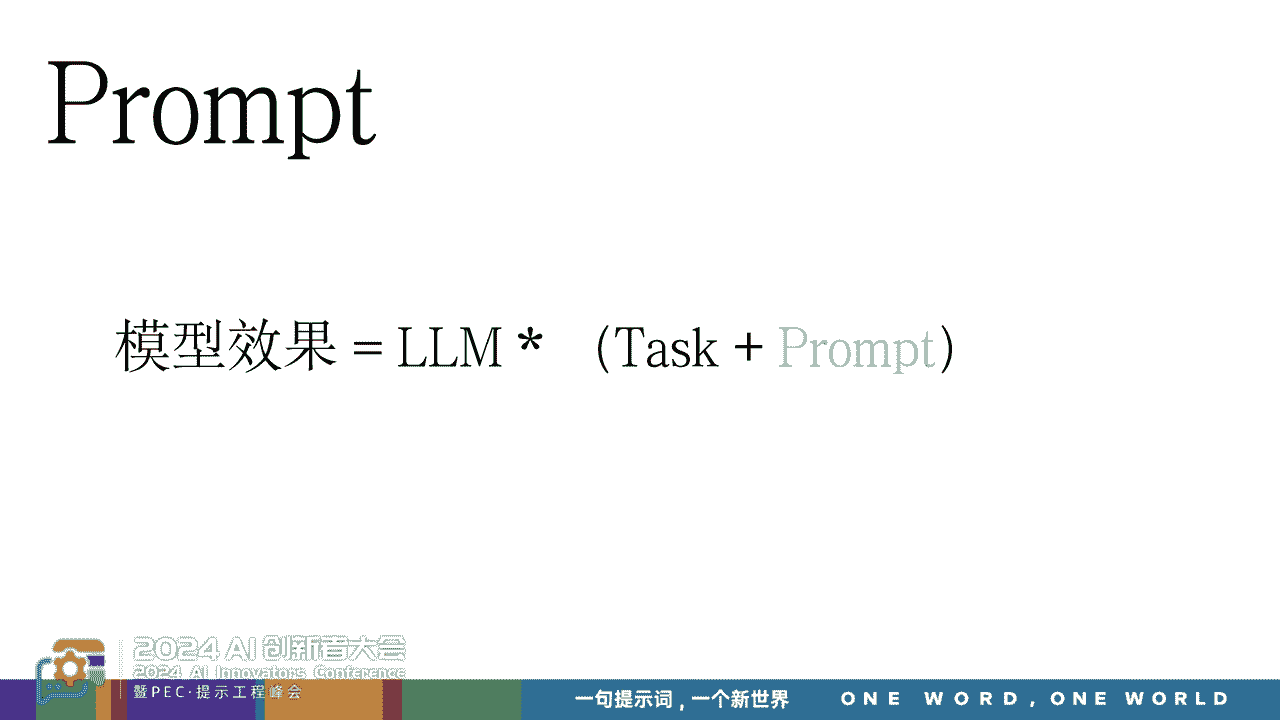 Prompt
模型效果 = LLM * （Task + Prompt）
2024 AI 创新者大会
2024 AI Innovators Conference
暨PEC·提示工程峰会
一句提示词，一个新世界
ONE WORD, ONE WORLD